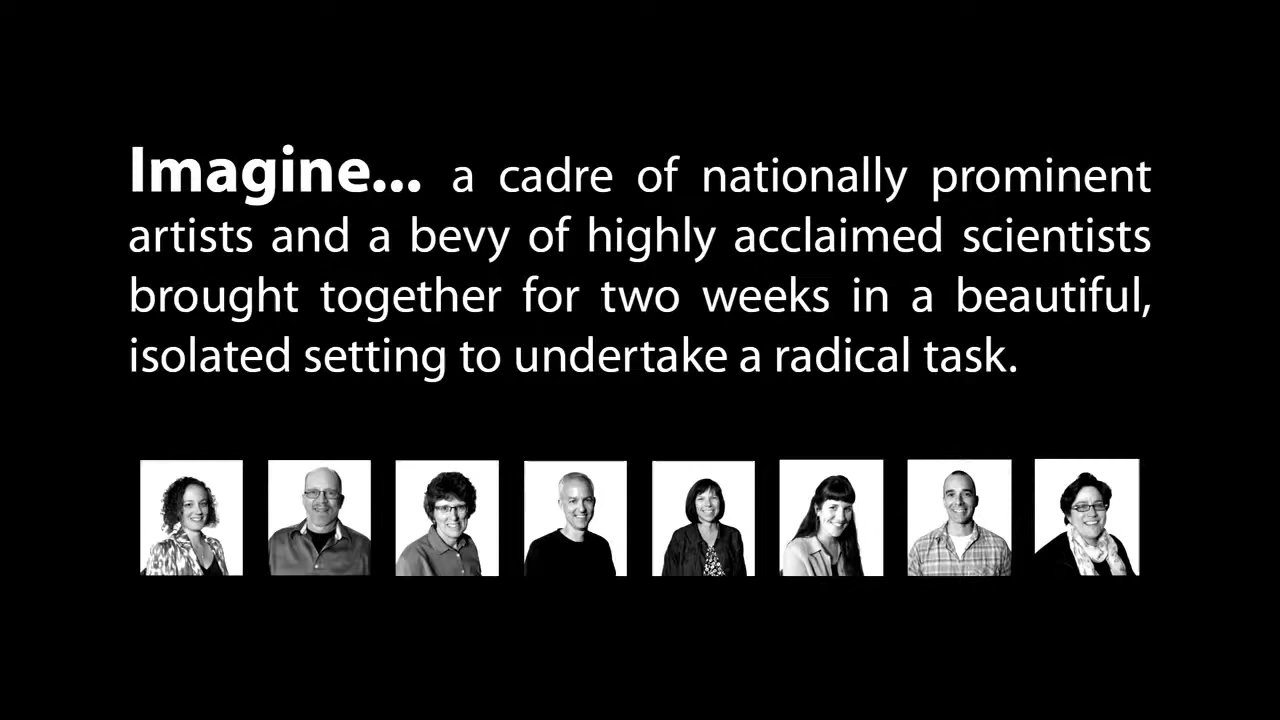 Imagine... a cadre of nationally prominent
artists and a bevy of highly acclaimed scientists
brought together for two weeks in a beautiful,
isolated setting to undertake a radical task.